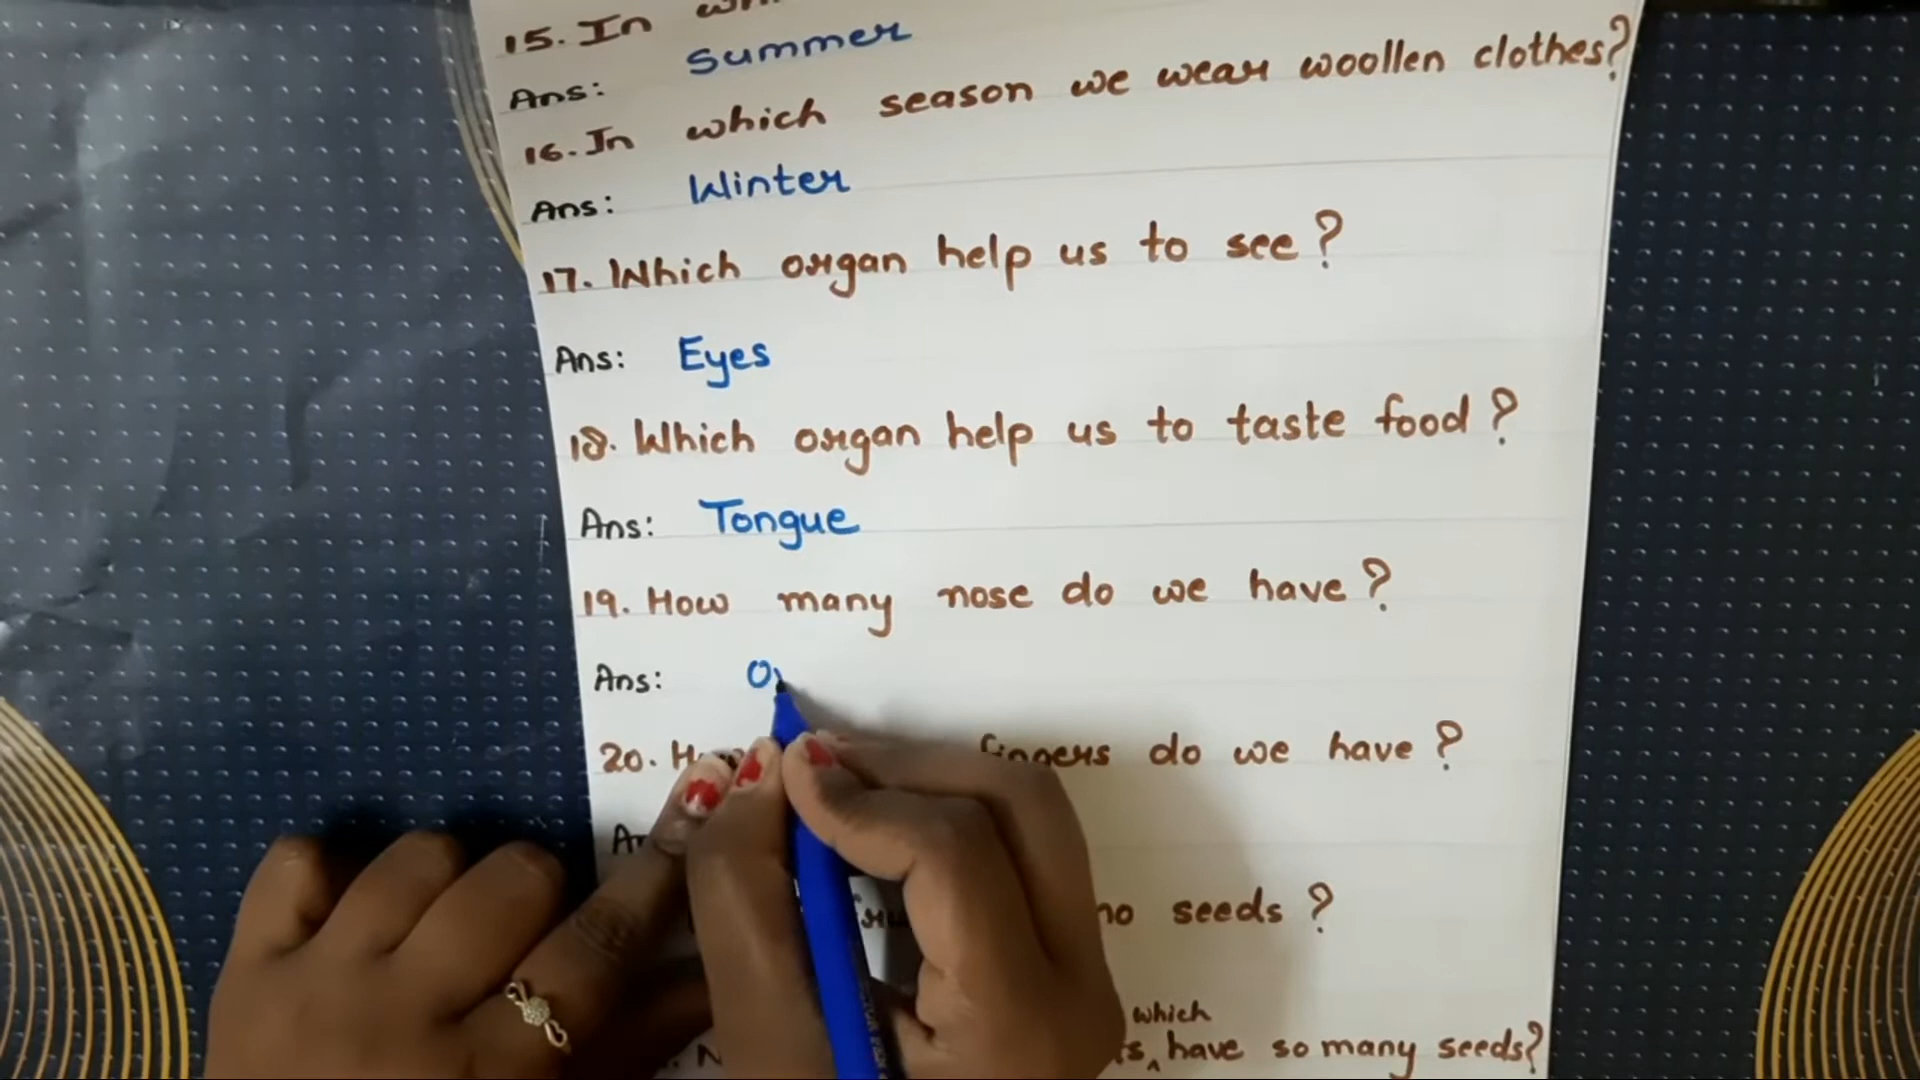 15. In
Ans: Summer
16. In which season we wear woollen clothes?
Ans: Winter
17. Which organ help us to see?
Ans: Eyes
18. Which organ help us to taste food?
Ans: Tongue
19. How many nose do we have?
Ans: O
20. fingers do we have?
no seeds?
which
have so many seeds?